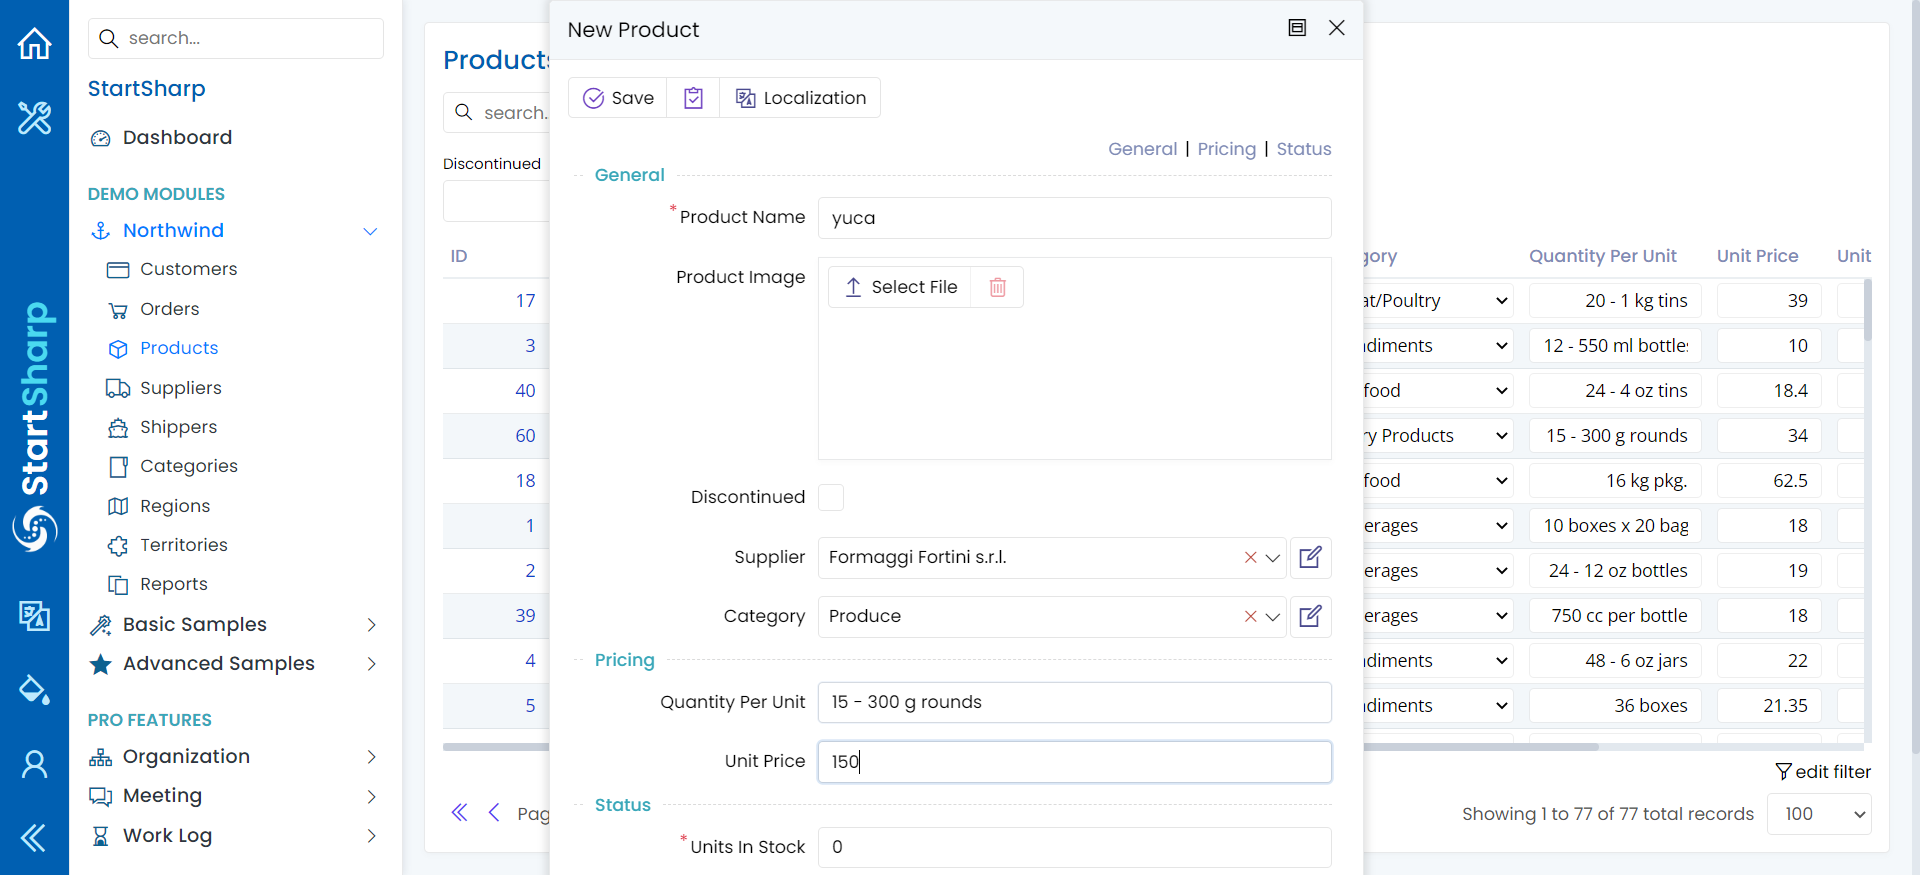 search...
StartSharp
Dashboard
DEMO MODULES
Northwind
Customers
Orders
Products
Suppliers
Shippers
Categories
Regions
Territories
Reports
Basic Samples
Advanced Samples
PRO FEATURES
Organization
Meeting
Work Log
StartSharp
Products
search...
Discontinued
ID
17
3
40
60
18
1
2
39
4
5
New Product
Save
Localization
General | Pricing | Status
General
*Product Name
yuca
Product Image
Select File
Discontinued
Supplier
Formaggi Fortini s.r.l.
Category
Produce
Pricing
Quantity Per Unit
15 - 300 g rounds
Unit Price
150
Status
*Units In Stock
0
gory Quantity Per Unit Unit Price Unit
at/Poultry 20 - 1 kg tins 39
diments 12 - 550 ml bottles 10
food 24 - 4 oz tins 18.4
ry Products 15 - 300 g rounds 34
food 16 kg pkg. 62.5
erages 10 boxes x 20 bag 18
erages 24 - 12 oz bottles 19
erages 750 cc per bottle 18
diments 48 - 6 oz jars 22
diments 36 boxes 21.35
edit filter
Pag
Showing 1 to 77 of 77 total records
100